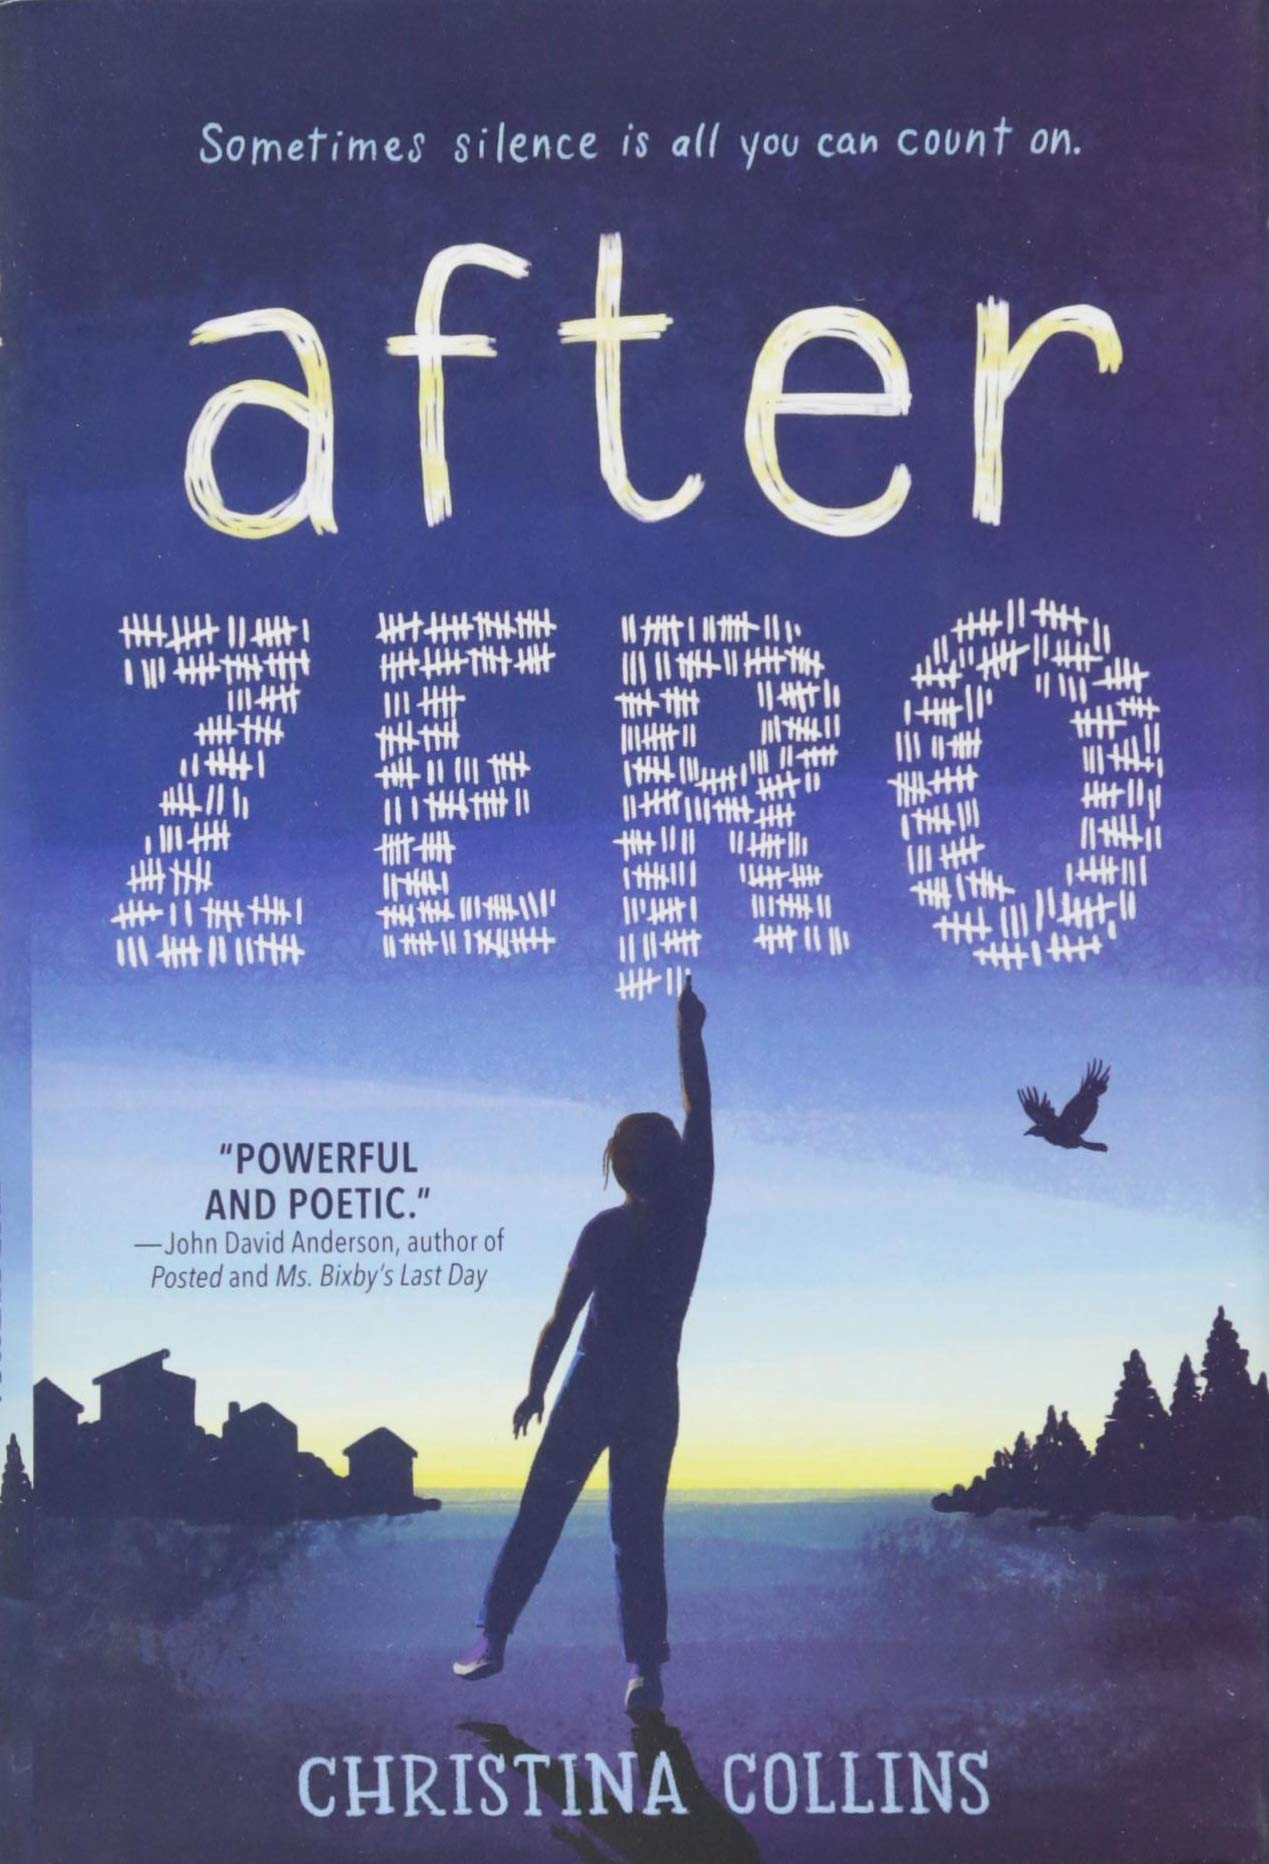 Sometimes silence is all you can count on.
after
ZERO
"POWERFUL
AND POETIC."
—John David Anderson, author of
Posted and Ms. Bixby's Last Day
CHRISTINA COLLINS